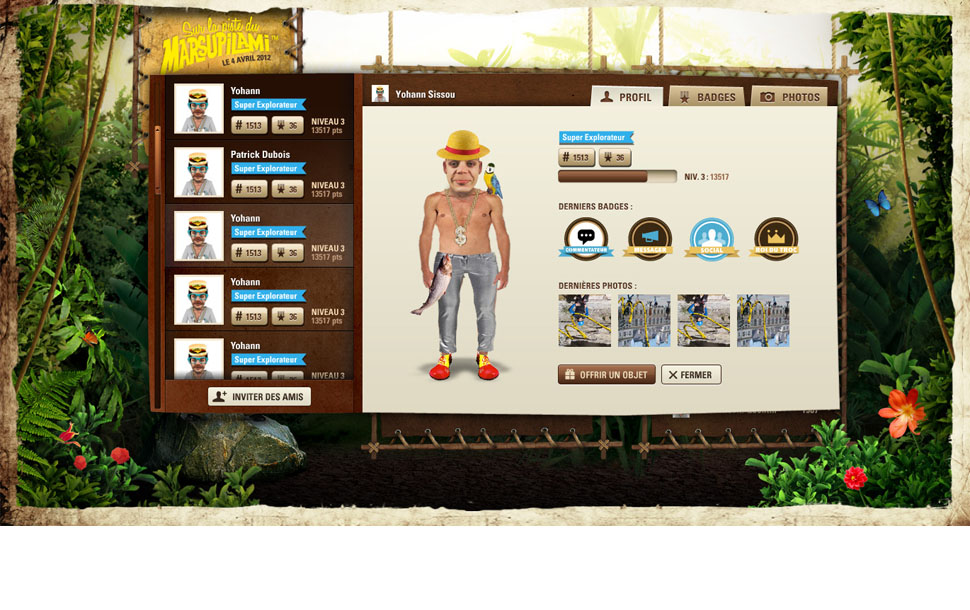 Sur la piste du
MARSUPILAMI™
LE 4 AVRIL 2012
Yohann
Super Explorateur
# 1513
36
NIVEAU 3
13517 pts
Patrick Dubois
Super Explorateur
# 1513
36
NIVEAU 3
13517 pts
Yohann
Super Explorateur
# 1513
36
NIVEAU 3
13517 pts
Yohann
Super Explorateur
# 1513
36
NIVEAU 3
13517 pts
Yohann
Super Explorateur
# 1513
36
NIVEAU 3
INVITER DES AMIS
Yohann Sissou
PROFIL
BADGES
PHOTOS
Super Explorateur
# 1513
36
NIV. 3 : 13517
DERNIERS BADGES :
COMMENTATEUR
MESSAGER
SOCIAL
ROI DU TROC
DERNIÈRES PHOTOS :
OFFRIR UN OBJET
FERMER